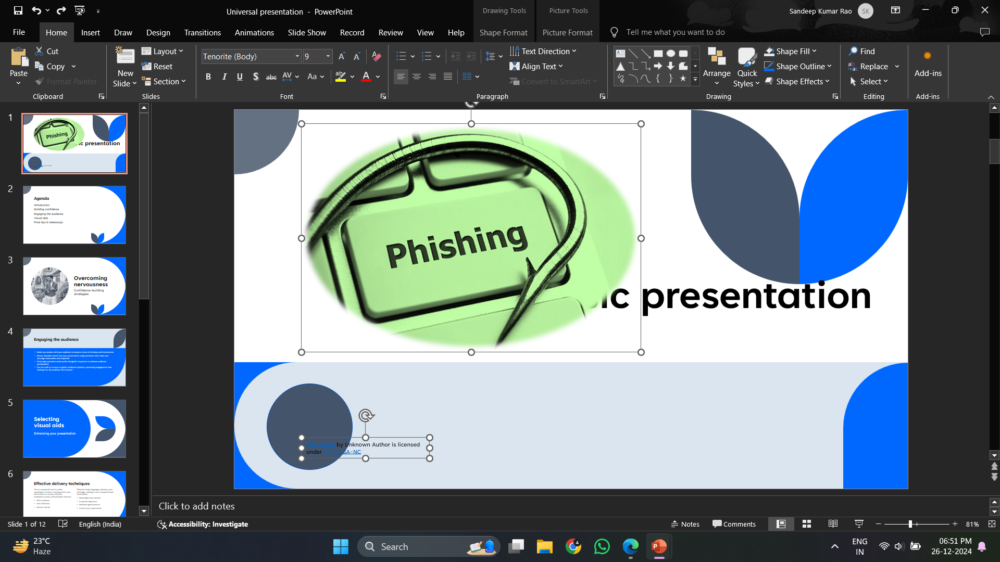 Universal presentation - PowerPoint
Drawing Tools
Picture Tools
Sandeep Kumar Rao
SK
File
Home
Insert
Draw
Design
Transitions
Animations
Slide Show
Record
Review
View
Help
Shape Format
Picture Format
Tell me what you want to do
Paste
Cut
Copy
Format Painter
Clipboard
New
Slide
Layout
Reset
Section
Slides
Tenorite (Body)
9
B I U S abc AV Aa A
Font
Text Direction
Align Text
Convert to SmartArt
Paragraph
Arrange
Quick
Styles
Shape Fill
Shape Outline
Shape Effects
Drawing
Find
Replace
Select
Editing
Add-ins
Add-ins
1
Phishing
ic presentation
2
Agenda
Introduction
Building confidence
Engaging the audience
Visual aids
Final tips & takeaways
3
Overcoming
nervousness
Confidence-building
strategies
4
Engaging the audience
5
Selecting
visual aids
Enhancing your presentation
6
Effective delivery techniques
Phishing
ic presentation
by Unknown Author is licensed
under SA-NC
Click to add notes
Slide 1 of 12
English (India)
Accessibility: Investigate
Notes
Comments
81%
23°C
Haze
Search
ENG
IN
06:51 PM
26-12-2024